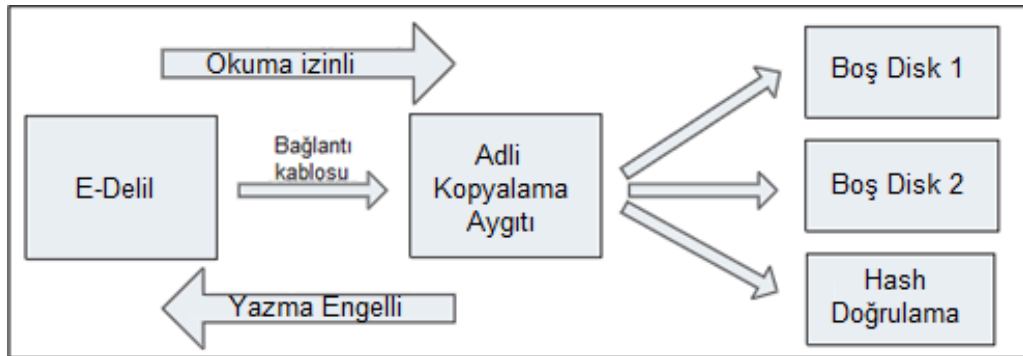 Okuma izinli
E-Delil
Bağlantı
kablosu
Adli
Kopyalama
Aygıtı
Yazma Engelli
Boş Disk 1
Boş Disk 2
Hash
Doğrulama